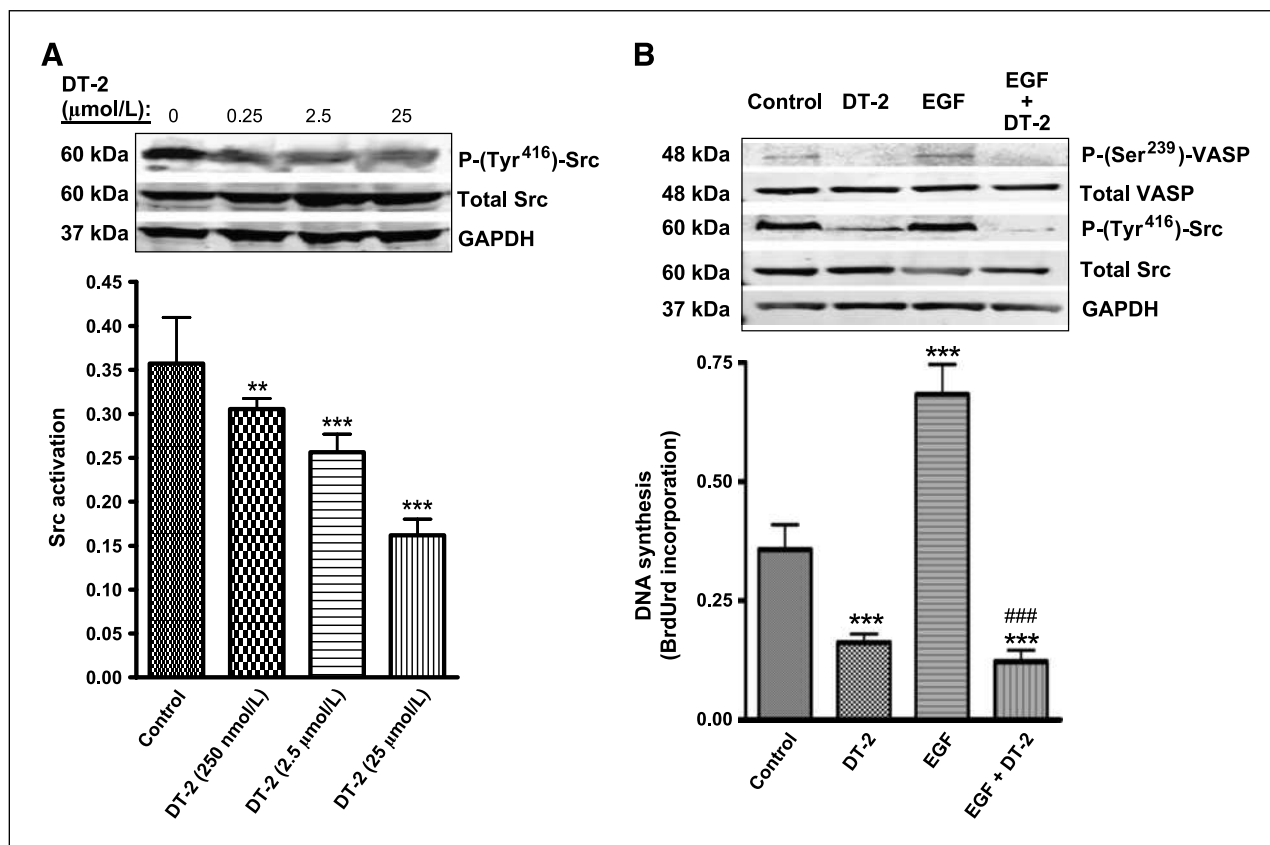 A
DT-2
(μmol/L):
0 0.25 2.5 25
60 kDa P-(Tyr416)-Src
60 kDa Total Src
37 kDa GAPDH
0.45
0.40
0.35
0.30
0.25
0.20
0.15
0.10
0.05
0.00
Src activation
**
***
***
Control
DT-2 (250 nmol/L)
DT-2 (2.5 μmol/L)
DT-2 (25 μmol/L)
B
Control DT-2 EGF EGF
+
DT-2
48 kDa P-(Ser239)-VASP
48 kDa Total VASP
60 kDa P-(Tyr416)-Src
60 kDa Total Src
37 kDa GAPDH
0.75
0.50
0.25
0.00
DNA synthesis
(BrdUrd incorporation)
***
***
###
***
Control
DT-2
EGF
EGF + DT-2